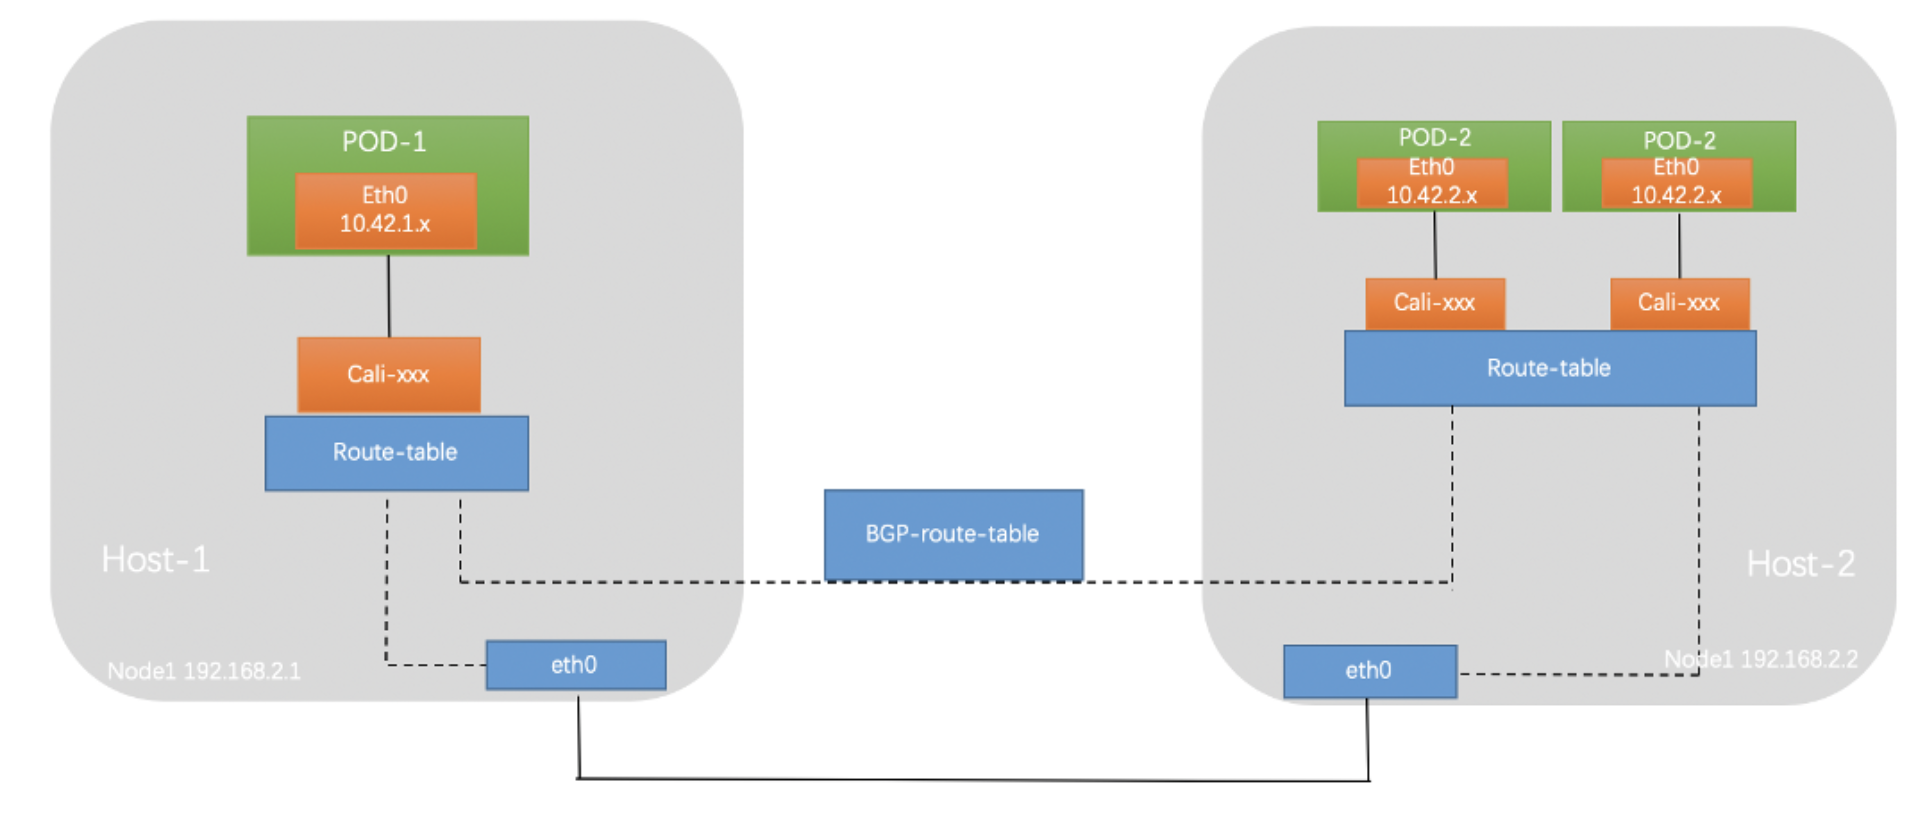 POD-1
Eth0
10.42.1.x
Cali-xxx
Route-table
Host-1
eth0
Node1 192.168.2.1
BGP-route-table
POD-2
Eth0
10.42.2.x
POD-2
Eth0
10.42.2.x
Cali-xxx
Cali-xxx
Route-table
Host-2
Node1 192.168.2.2
eth0